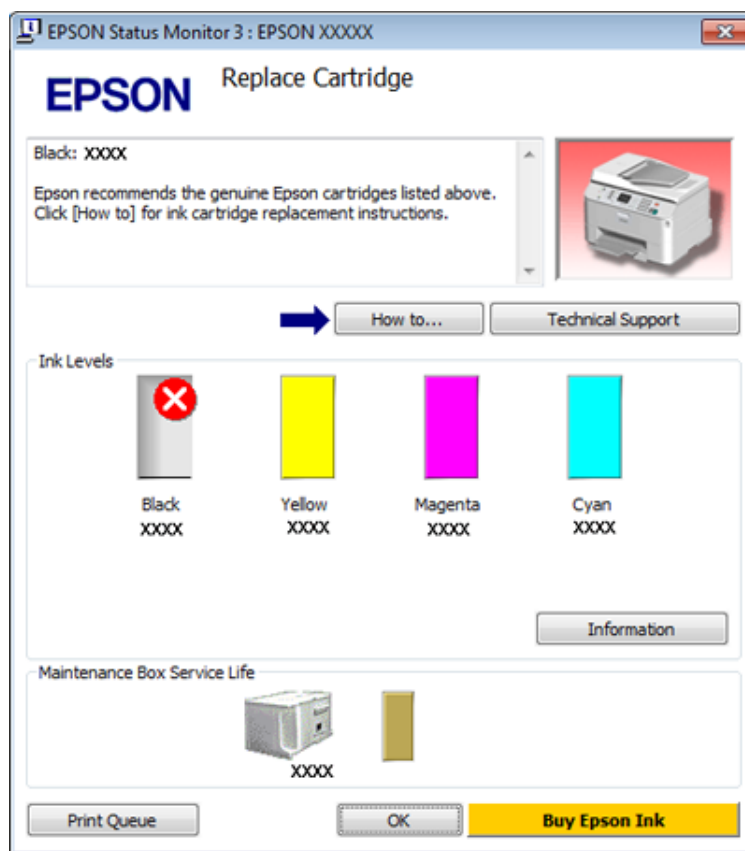 EPSON Status Monitor 3 : EPSON XXXXX
EPSON
Replace Cartridge
Black: XXXX
Epson recommends the genuine Epson cartridges listed above.
Click [How to] for ink cartridge replacement instructions.
How to...
Technical Support
Ink Levels
Black
Yellow
Magenta
Cyan
XXXX
XXXX
XXXX
XXXX
Information
Maintenance Box Service Life
XXXX
Print Queue
OK
Buy Epson Ink